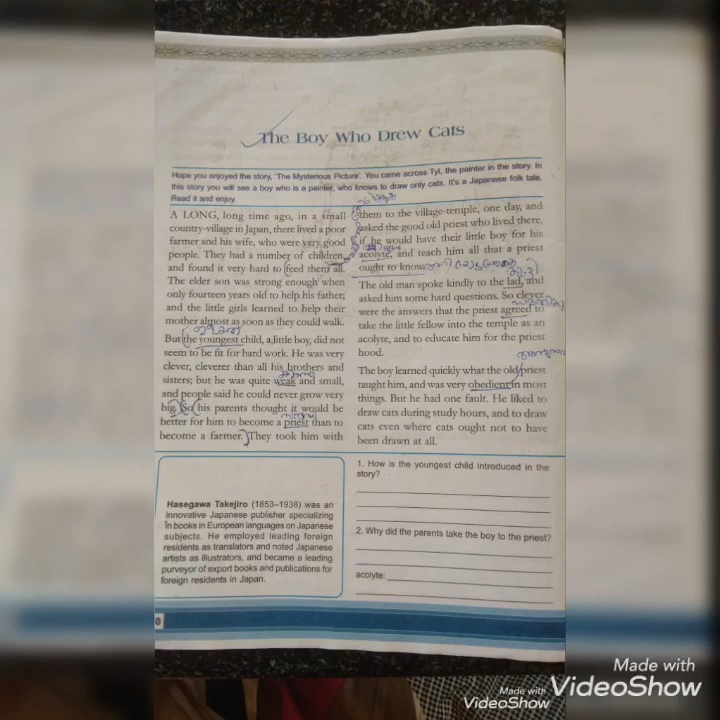 The Boy Who Drew Cats
Hope you enjoyed the story, 'The Mysterious Picture'. You came across Tyl, the painter in the story. In
this story you will see a boy who is a painter, who knows to draw only cats. It's a Japanese folk tale.
Read it and enjoy.
A LONG, long time ago, in a small
country-village in Japan, there lived a poor
farmer and his wife, who were very good
people. They had a number of children,
and found it very hard to feed them all.
The elder son was strong enough when
only fourteen years old to help his father;
and the little girls learned to help their
mother almost as soon as they could walk.
But the youngest child, a little boy, did not
seem to be fit for hard work. He was very
clever, cleverer than all his brothers and
sisters; but he was quite weak and small,
and people said he could never grow very
big. So his parents thought it would be
better for him to become a priest than to
become a farmer. They took him with
them to the village-temple, one day, and
asked the good old priest who lived there,
if he would have their little boy for his
acolyte, and teach him all that a priest
ought to know.
The old man spoke kindly to the lad, and
asked him some hard questions. So clever
were the answers that the priest agreed to
take the little fellow into the temple as an
acolyte, and to educate him for the priest
hood.
The boy learned quickly what the old priest
taught him, and was very obedient in most
things. But he had one fault. He liked to
draw cats during study hours, and to draw
cats even where cats ought not to have
been drawn at all.
Hasegawa Takejiro (1853–1938) was an
innovative Japanese publisher specializing
in books in European languages on Japanese
subjects. He employed leading foreign
residents as translators and noted Japanese
artists as illustrators, and became a leading
purveyor of export books and publications for
foreign residents in Japan.
1. How is the youngest child introduced in the
story?
2. Why did the parents take the boy to the priest?
acolyte:
0
Made with
VideoShow
Made with
VideoShow